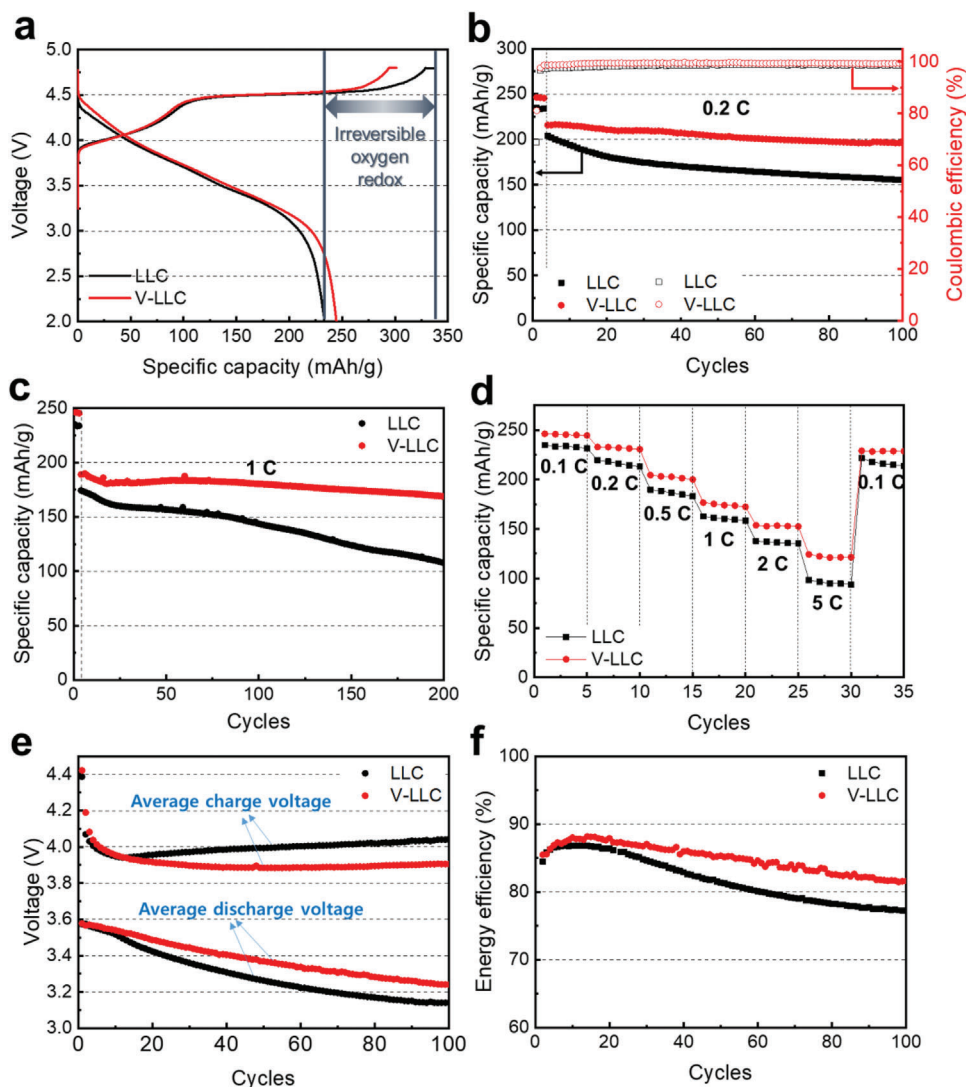 a
5.0
4.5
4.0
3.5
3.0
2.5
2.0
Voltage (V)
Irreversible
oxygen
redox
LLC
V-LLC
0 50 100 150 200 250 300 350
Specific capacity (mAh/g)
b
300
250
200
150
100
50
0
Specific capacity (mAh/g)
0.2 C
LLC LLC
V-LLC V-LLC
100
80
60
40
20
0
Coulombic efficiency (%)
0 20 40 60 80 100
Cycles
c
250
200
150
100
50
0
Specific capacity (mAh/g)
LLC
V-LLC
1 C
0 50 100 150 200
Cycles
d
250
200
150
100
50
0
Specific capacity (mAh/g)
0.1 C
0.2 C
0.5 C
1 C
2 C
5 C
0.1 C
LLC
V-LLC
0 5 10 15 20 25 30 35
Cycles
e
4.4
4.2
4.0
3.8
3.6
3.4
3.2
3.0
Voltage (V)
LLC
V-LLC
Average charge voltage
Average discharge voltage
0 20 40 60 80 100
Cycles
f
100
90
80
70
60
Energy efficiency (%)
LLC
V-LLC
0 20 40 60 80 100
Cycles